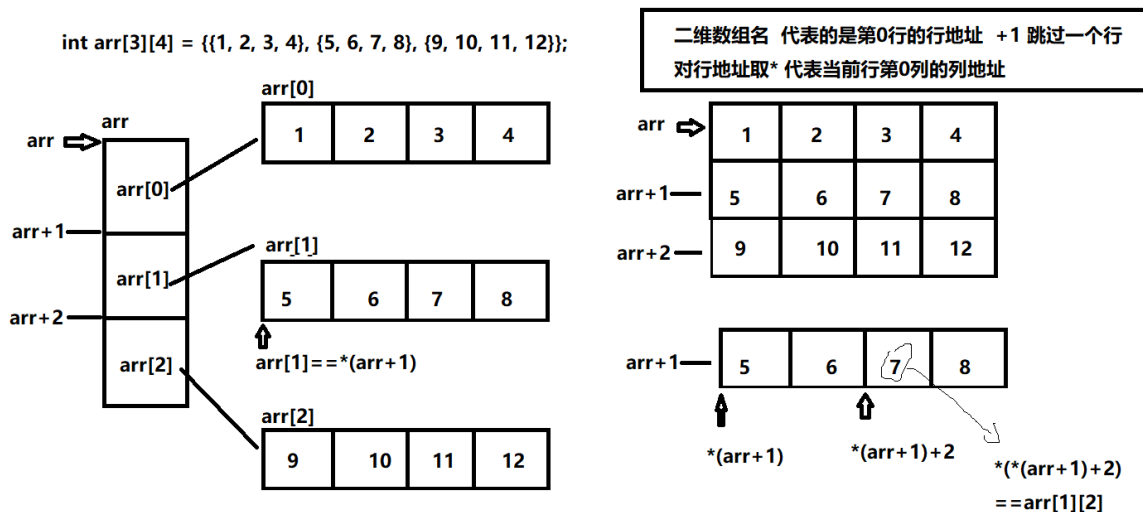 int arr[3][4] = {{1, 2, 3, 4}, {5, 6, 7, 8}, {9, 10, 11, 12}};
arr[0]
arr
arr
1 2 3 4
arr[0]
arr+1
arr[1]
arr[1]
5 6 7 8
arr+2
arr[1]==*(arr+1)
arr[2]
arr[2]
9 10 11 12
二维数组名 代表的是第0行的行地址 +1 跳过一个行
对行地址取* 代表当前行第0列的列地址
arr
1 2 3 4
arr+1
5 6 7 8
arr+2
9 10 11 12
arr+1
5 6 7 8
*(arr+1)
*(arr+1)+2
*(*(arr+1)+2)
==arr[1][2]